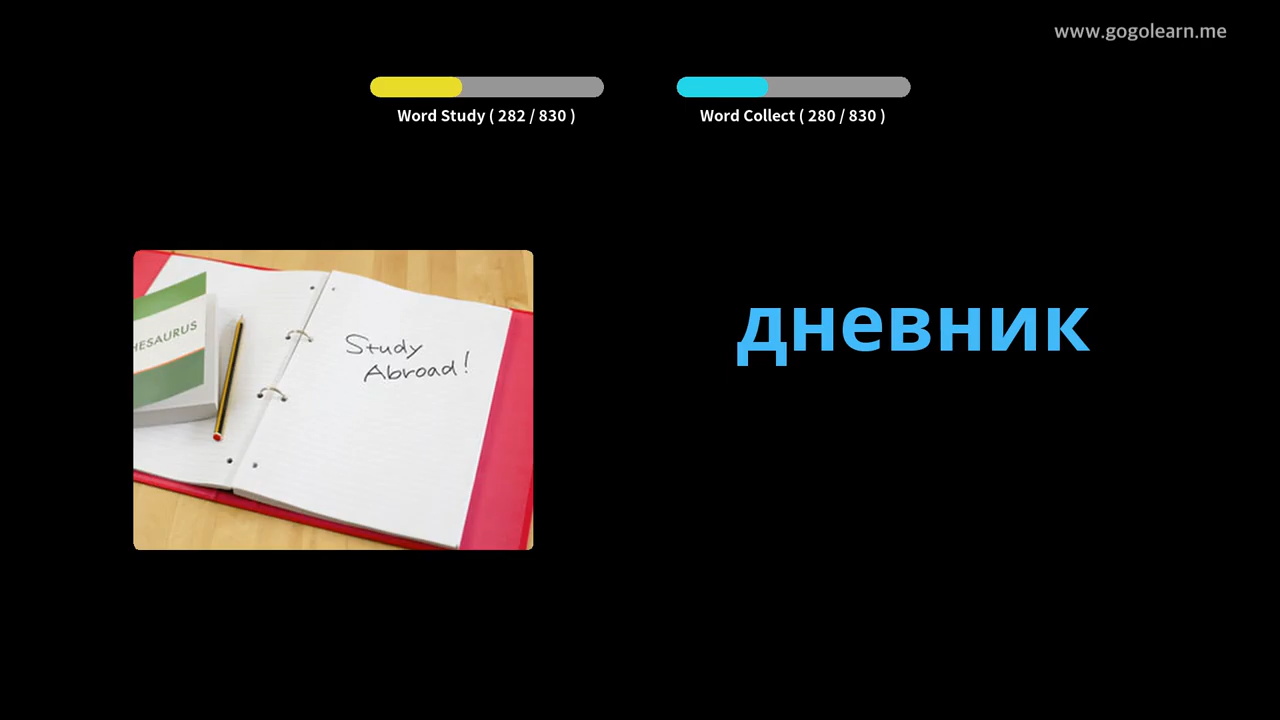 www.gogolearn.me
Word Study ( 282 / 830 )
Word Collect ( 280 / 830 )
HESAURUS
Study
Abroad!
дневник